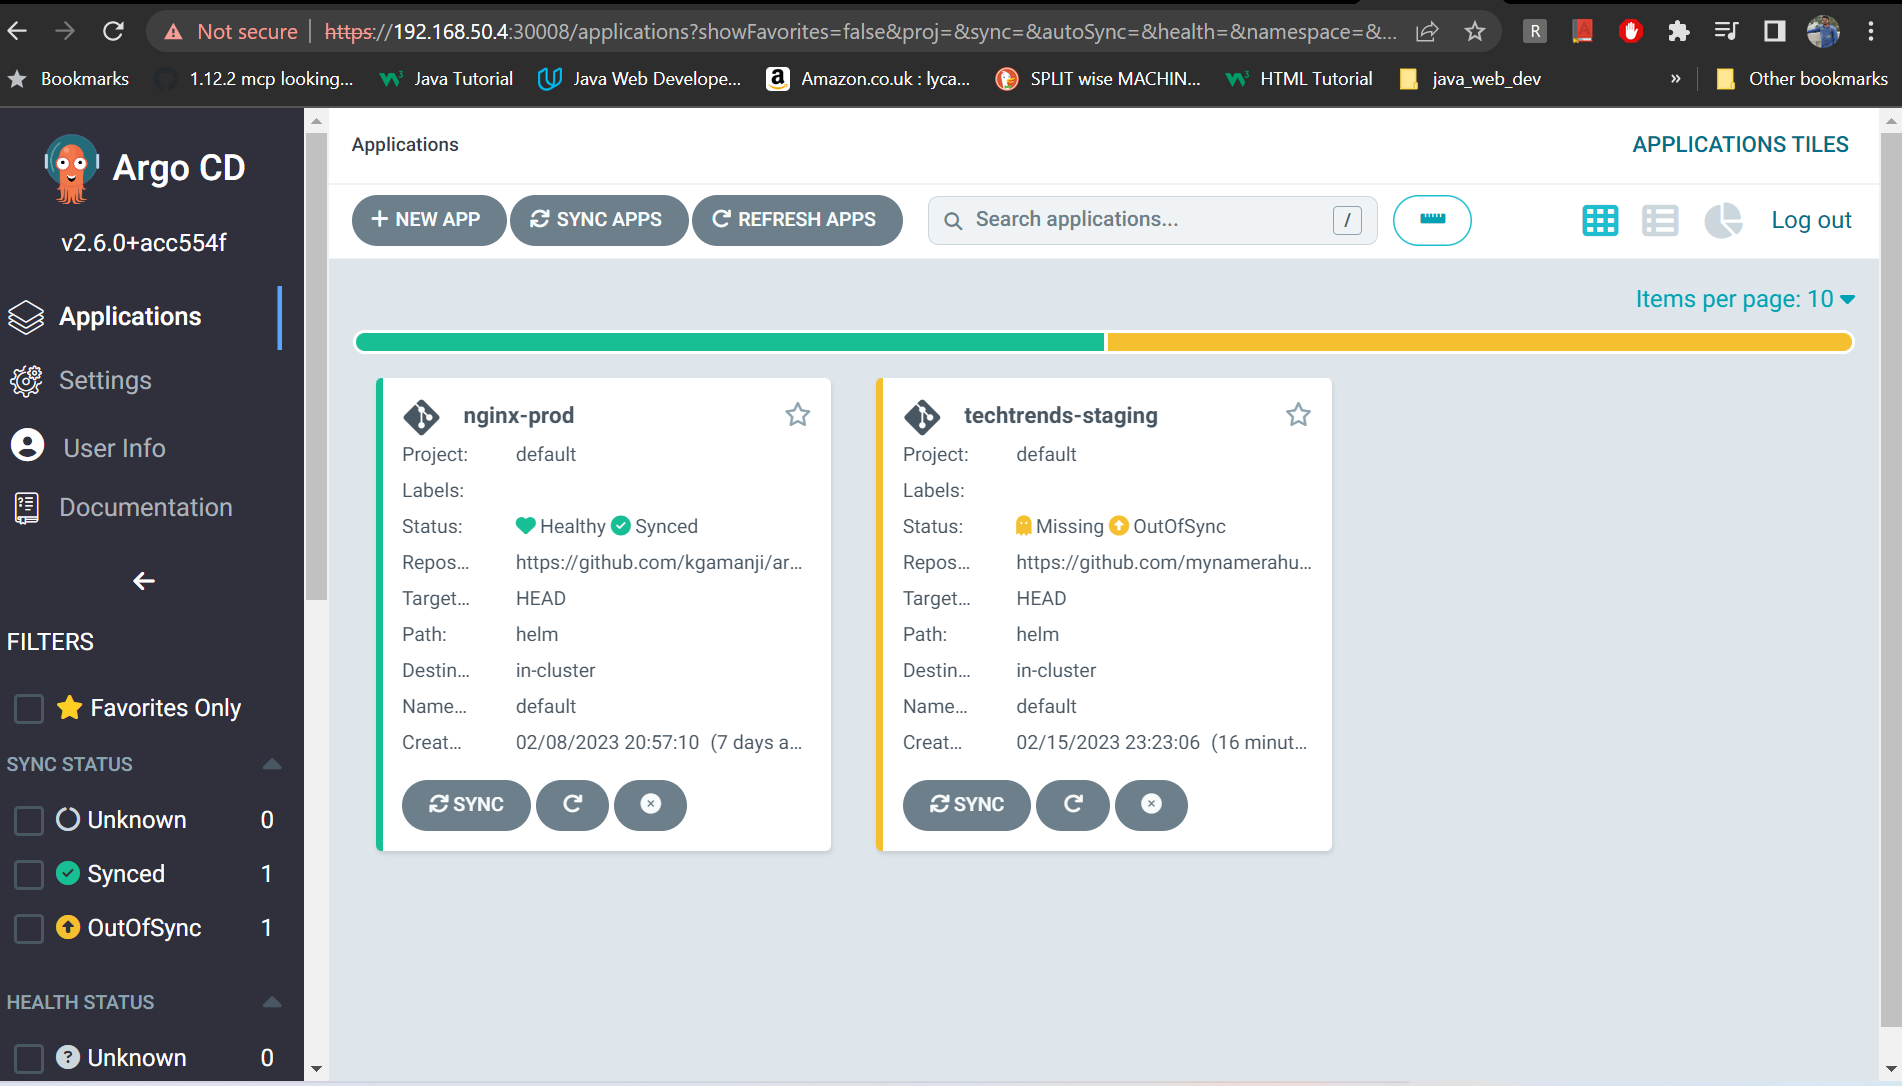 Not secure | https://192.168.50.4:30008/applications?showFavorites=false&proj=&sync=&autoSync=&health=&namespace=&...
R
Bookmarks 1.12.2 mcp looking... Java Tutorial Java Web Develope... Amazon.co.uk : lyca... SPLIT wise MACHIN... HTML Tutorial java_web_dev » Other bookmarks
Argo CD
v2.6.0+acc554f
Applications
Settings
User Info
Documentation
FILTERS
Favorites Only
SYNC STATUS
Unknown 0
Synced 1
OutOfSync 1
HEALTH STATUS
Unknown 0
Applications APPLICATIONS TILES
+ NEW APP SYNC APPS REFRESH APPS Search applications... / Log out
Items per page: 10
nginx-prod
Project: default
Labels:
Status: Healthy Synced
Repos... https://github.com/kgamanji/ar...
Target... HEAD
Path: helm
Destin... in-cluster
Name... default
Creat... 02/08/2023 20:57:10 (7 days a...
SYNC
techtrends-staging
Project: default
Labels:
Status: Missing OutOfSync
Repos... https://github.com/mynamerahu...
Target... HEAD
Path: helm
Destin... in-cluster
Name... default
Creat... 02/15/2023 23:23:06 (16 minut...
SYNC